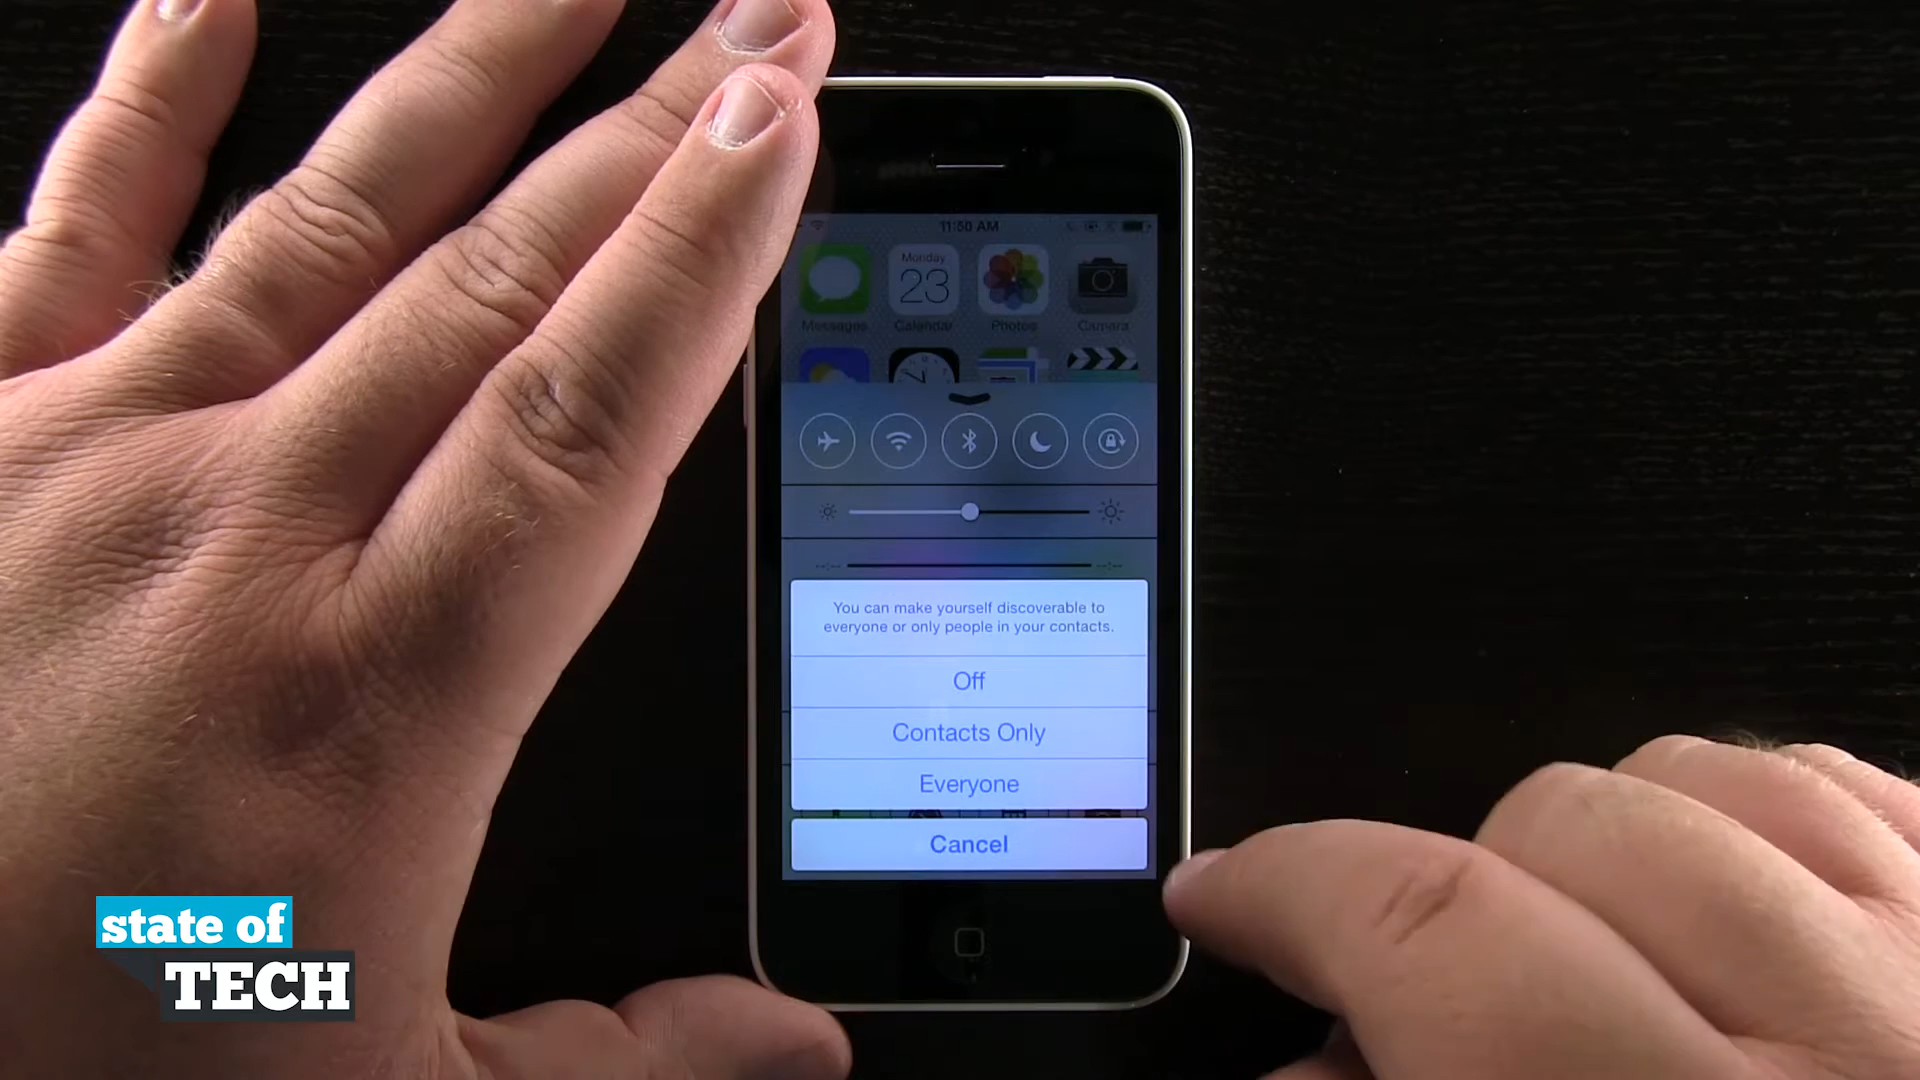 11:50 AM
Monday
23
Messages
Calendar
Photos
Camera
You can make yourself discoverable to
everyone or only people in your contacts.
Off
Contacts Only
Everyone
Cancel
state of
TECH